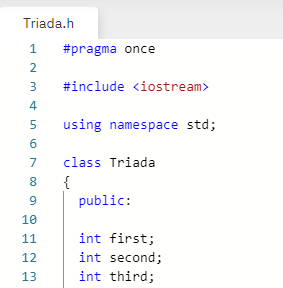 Triada.h
1 #pragma once
2
3 #include <iostream>
4
5 using namespace std;
6
7 class Triada
8 {
9 public:
10
11 int first;
12 int second;
13 int third;